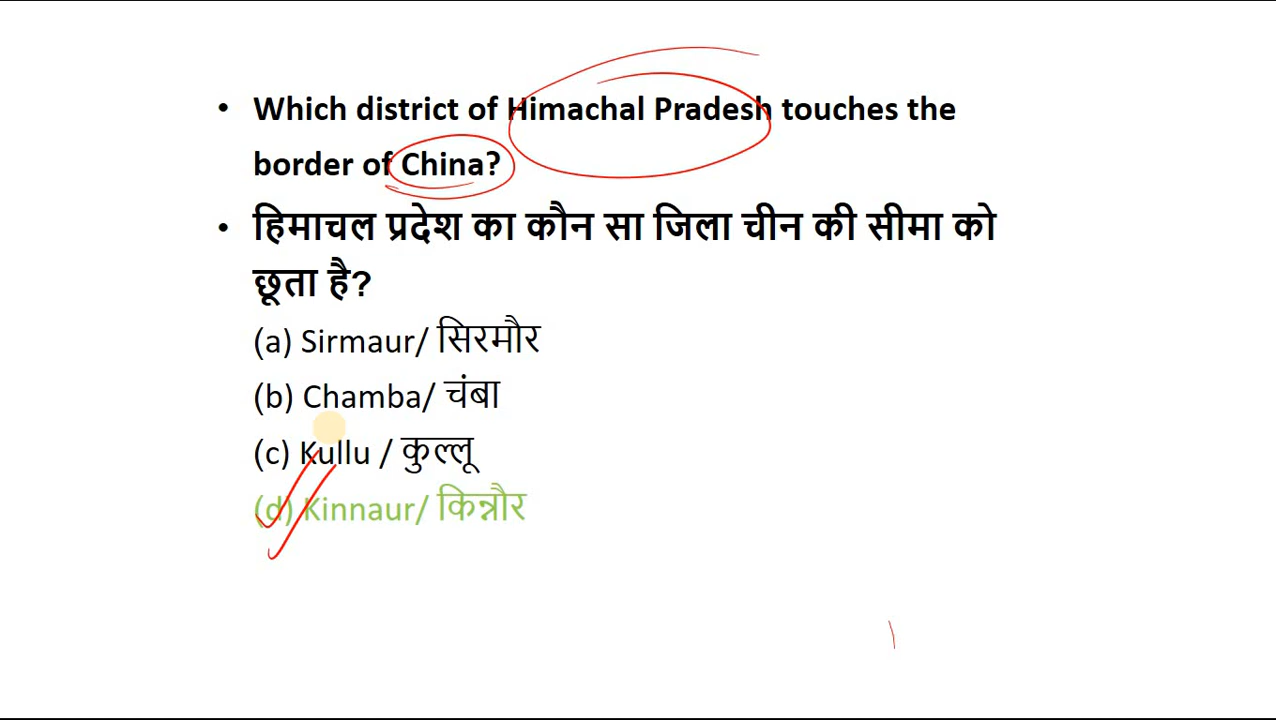 • Which district of Himachal Pradesh touches the
border of China?
• हिमाचल प्रदेश का कौन सा जिला चीन की सीमा को
छूता है?
(a) Sirmaur/ सिरमौर
(b) Chamba/ चंबा
(c) Kullu / कुल्लू
(d) Kinnaur/ किन्नौर